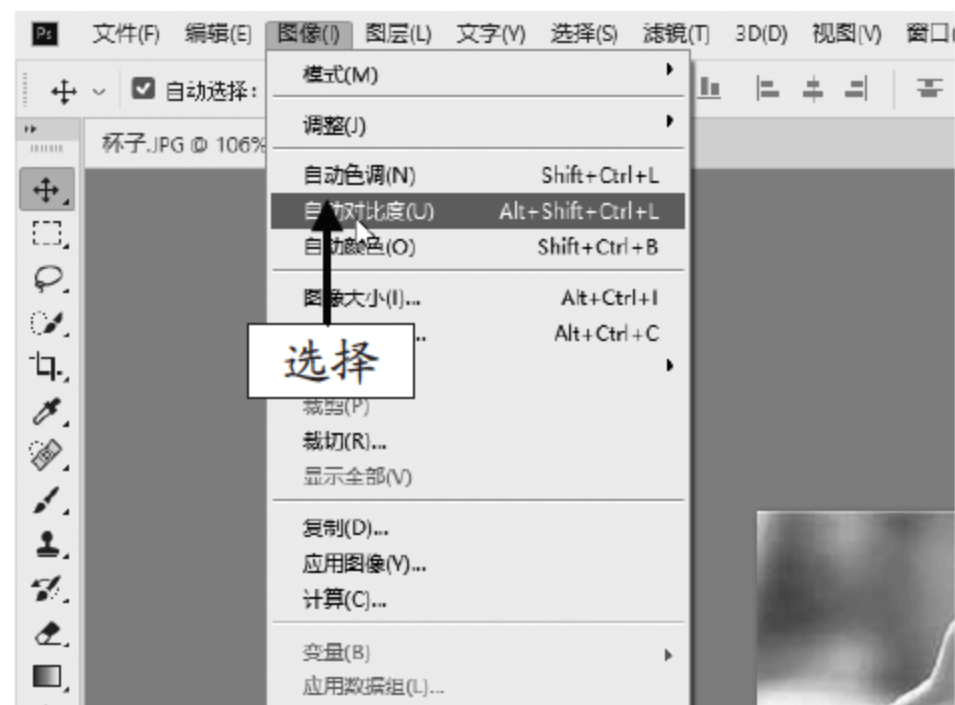 Ps 文件(F) 编辑(E) 图像(I) 图层(L) 文字(Y) 选择(S) 滤镜(T) 3D(D) 视图(V) 窗口(
自动选择：
杯子.JPG @ 106%
模式(M)
调整(J)
自动色调(N) Shift+Ctrl+L
自动对比度(U) Alt+Shift+Ctrl+L
自动颜色(O) Shift+Ctrl+B
图像大小(I)... Alt+Ctrl+I
... Alt+Ctrl+C
选择
裁剪(P)
裁切(R)...
显示全部(V)
复制(D)...
应用图像(Y)...
计算(C)...
变量(B)
应用数据组(L)...